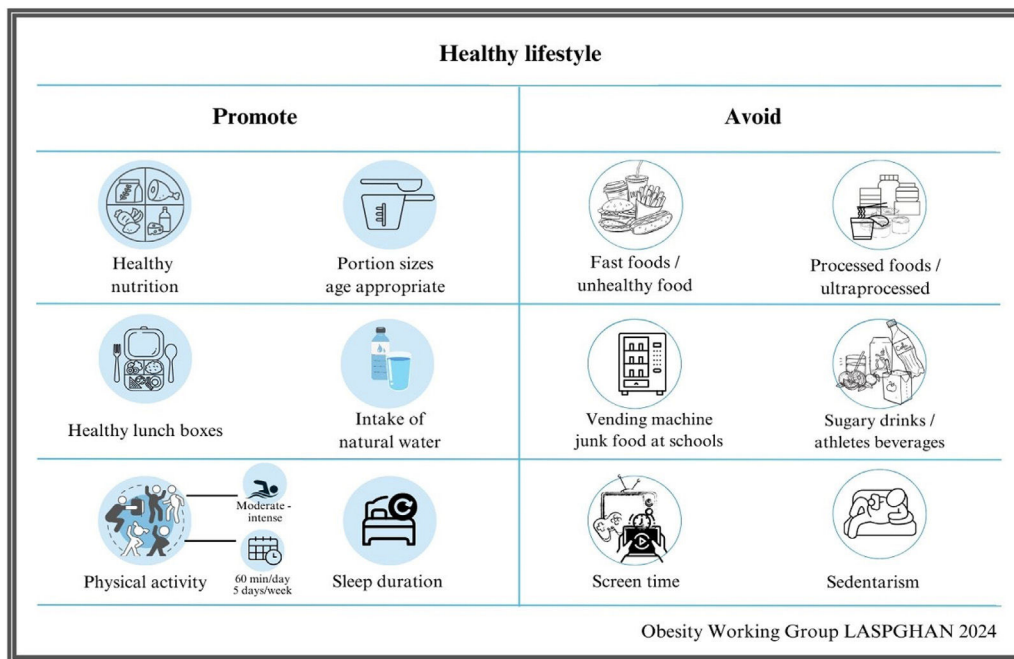 Healthy lifestyle
Promote
Avoid
Healthy
nutrition
Portion sizes
age appropriate
Fast foods /
unhealthy food
Processed foods /
ultraprocessed
Healthy lunch boxes
Intake of
natural water
Vending machine
junk food at schools
Sugary drinks /
athletes beverages
Physical activity
Moderate -
intense
60 min/day
5 days/week
Sleep duration
Screen time
Sedentarism
Obesity Working Group LASPGHAN 2024